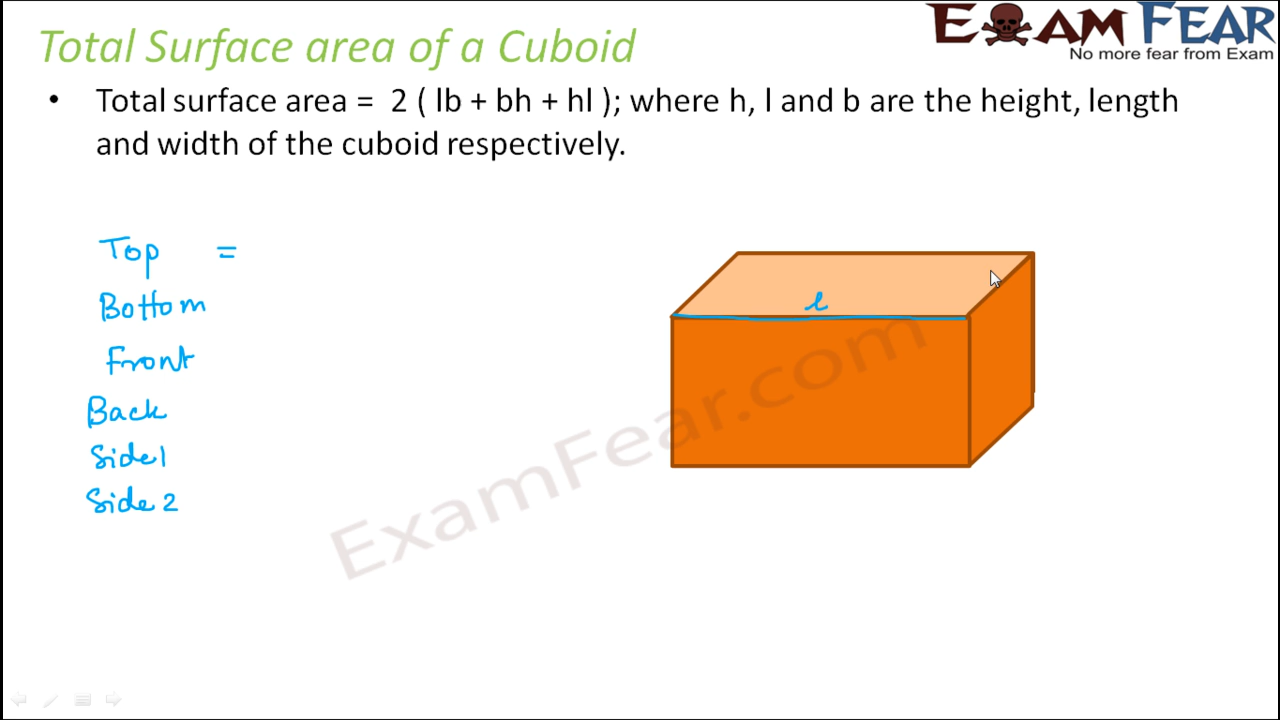 Total Surface area of a Cuboid
EXAM FEAR
No more fear from Exam
• Total surface area = 2 ( lb + bh + hl ); where h, l and b are the height, length
and width of the cuboid respectively.
Top =
Bottom
Front
Back
Side1
Side 2
l
ExamFear.com